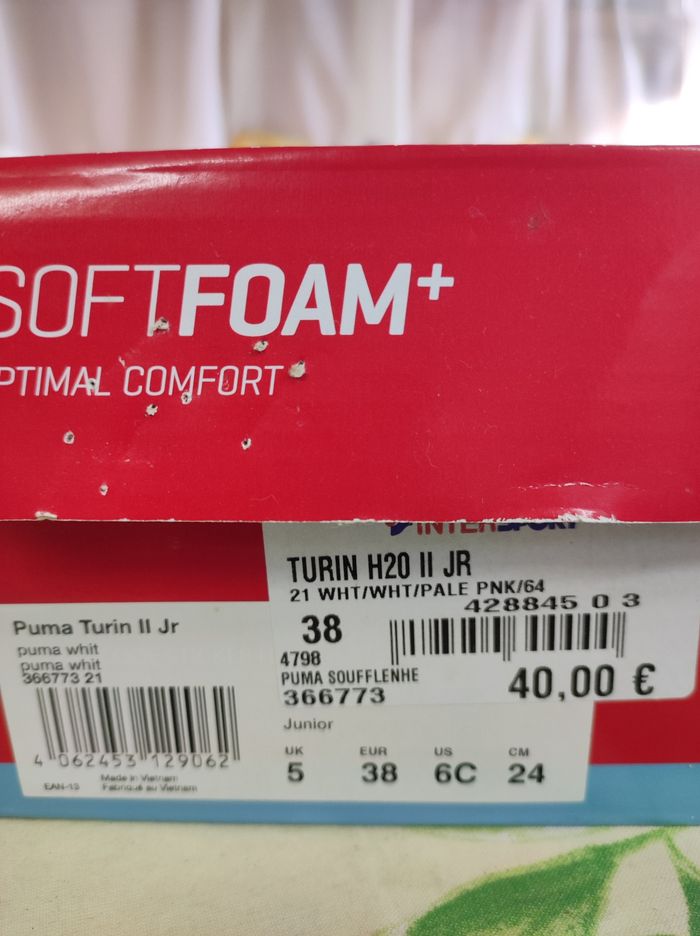 SOFTFOAM+
PTIMAL COMFORT
INTERSPORT
TURIN H20 II JR
21 WHT/WHT/PALE PNK/64
428845 0 3
38
4798
PUMA SOUFFLENHE
366773
40,00 €
Puma Turin II Jr
puma whit
puma whit
366773 21
4 062453 129062
EAN-13
Made in Vietnam
Fabriqué au Vietnam
Junior
UK EUR US CM
5 38 6C 24